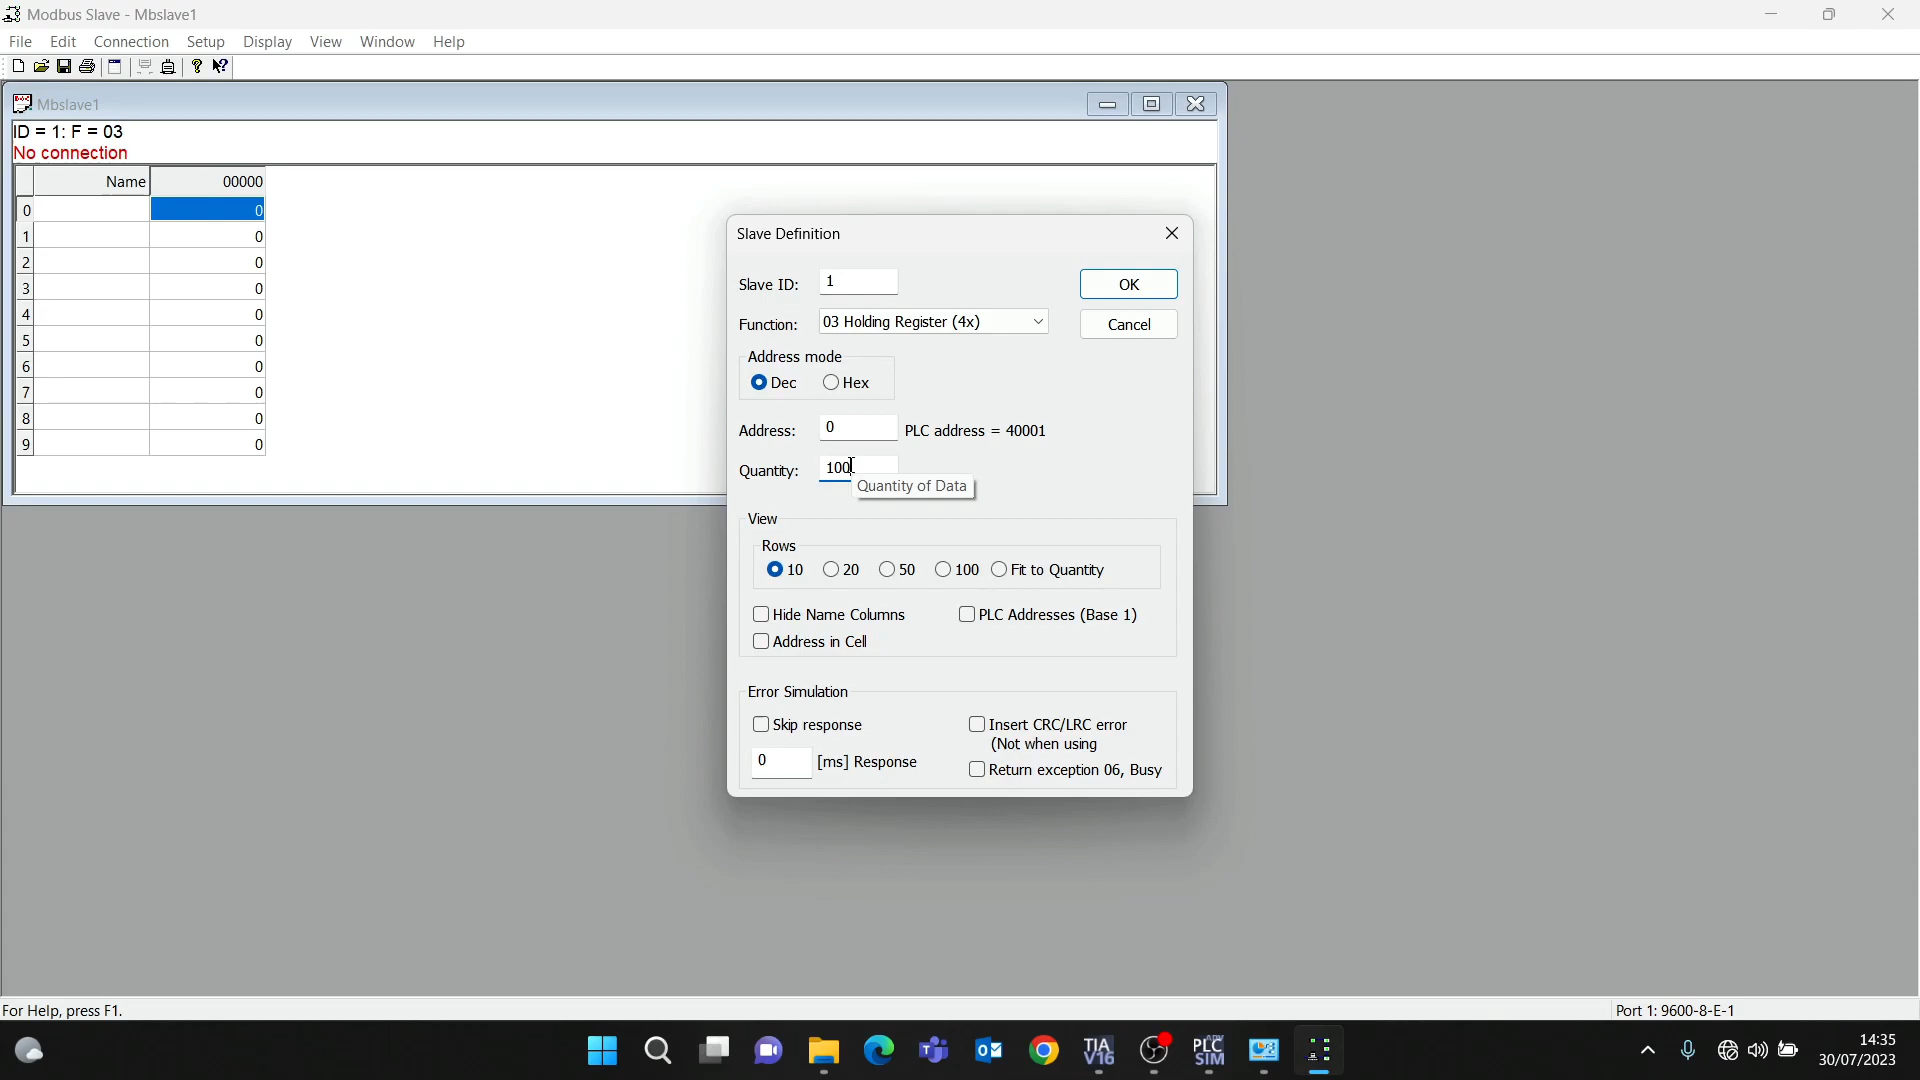 Modbus Slave - Mbslave1
File Edit Connection Setup Display View Window Help
Mbslave1
ID = 1: F = 03
No connection
Name 00000
0 0
1 0
2 0
3 0
4 0
5 0
6 0
7 0
8 0
9 0
Slave Definition
Slave ID: 1 OK
Function: 03 Holding Register (4x) Cancel
Address mode
Dec Hex
Address: 0 PLC address = 40001
Quantity: 100
Quantity of Data
View
Rows
10 20 50 100 Fit to Quantity
Hide Name Columns PLC Addresses (Base 1)
Address in Cell
Error Simulation
Skip response Insert CRC/LRC error
(Not when using
0 [ms] Response Return exception 06, Busy
For Help, press F1. Port 1: 9600-8-E-1
TIA V16
PLC SIM
14:35
30/07/2023